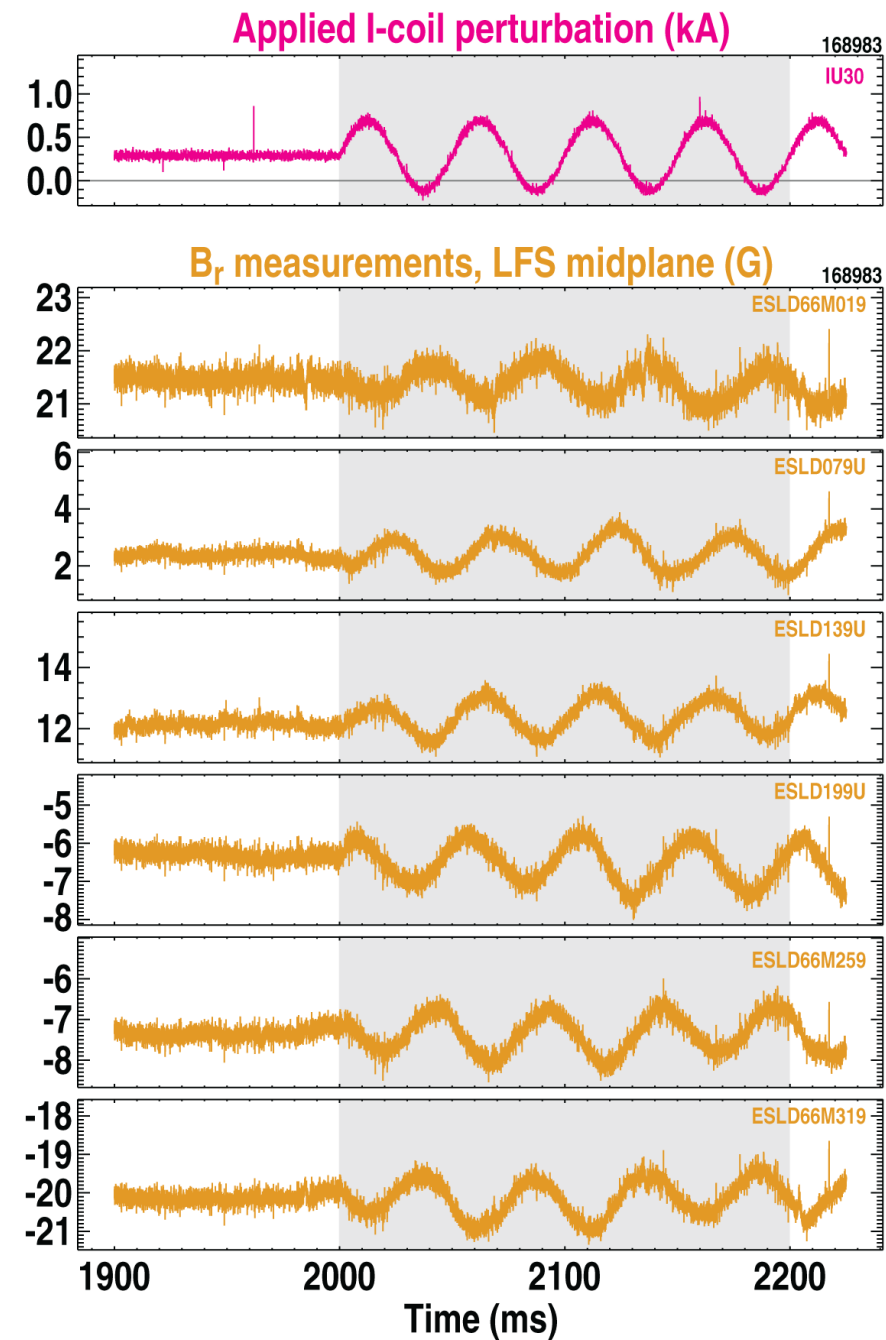 Applied I-coil perturbation (kA)
168983
IU30
1.0
0.5
0.0
Br measurements, LFS midplane (G)
168983
ESLD66M019
23
22
21
ESLD079U
6
4
2
ESLD139U
14
12
ESLD199U
-5
-6
-7
-8
ESLD66M259
-6
-7
-8
ESLD66M319
-18
-19
-20
-21
1900 2000 2100 2200
Time (ms)